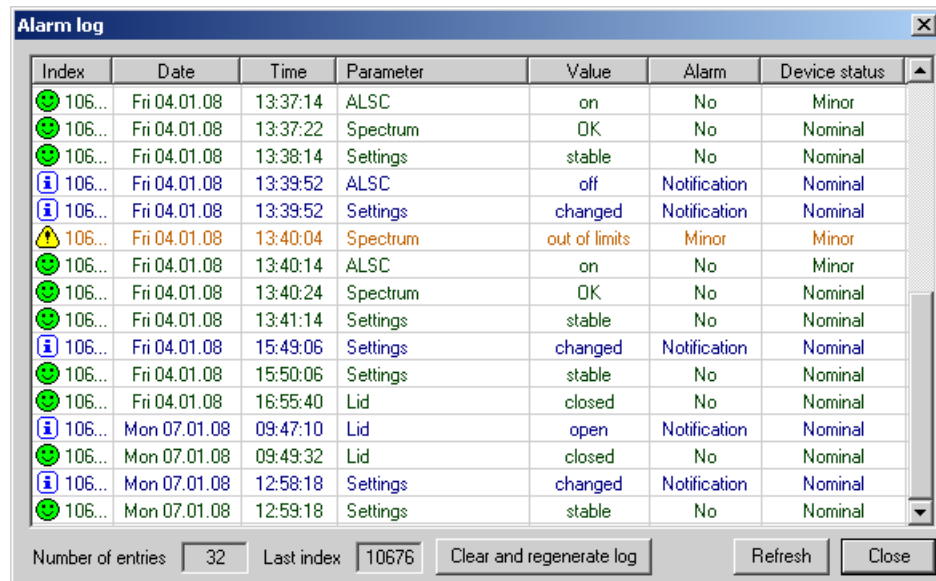 Alarm log
Index Date Time Parameter Value Alarm Device status
106... Fri 04.01.08 13:37:14 ALSC on No Minor
106... Fri 04.01.08 13:37:22 Spectrum OK No Nominal
106... Fri 04.01.08 13:38:14 Settings stable No Nominal
106... Fri 04.01.08 13:39:52 ALSC off Notification Nominal
106... Fri 04.01.08 13:39:52 Settings changed Notification Nominal
106... Fri 04.01.08 13:40:04 Spectrum out of limits Minor Minor
106... Fri 04.01.08 13:40:14 ALSC on No Minor
106... Fri 04.01.08 13:40:24 Spectrum OK No Nominal
106... Fri 04.01.08 13:41:14 Settings stable No Nominal
106... Fri 04.01.08 15:49:06 Settings changed Notification Nominal
106... Fri 04.01.08 15:50:06 Settings stable No Nominal
106... Fri 04.01.08 16:55:40 Lid closed No Nominal
106... Mon 07.01.08 09:47:10 Lid open Notification Nominal
106... Mon 07.01.08 09:49:32 Lid closed No Nominal
106... Mon 07.01.08 12:58:18 Settings changed Notification Nominal
106... Mon 07.01.08 12:59:18 Settings stable No Nominal
Number of entries 32 Last index 10676 Clear and regenerate log Refresh Close